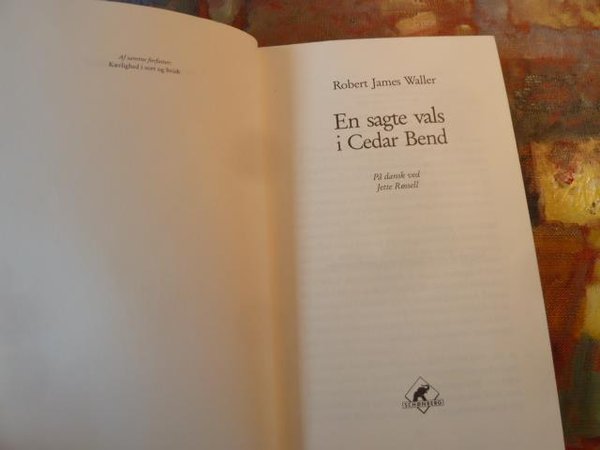 Af samme forfatter:
Kærlighed i sort og hvidt
Robert James Waller
En sagte vals
i Cedar Bend
På dansk ved
Jette Røssell
SCHØNBERG